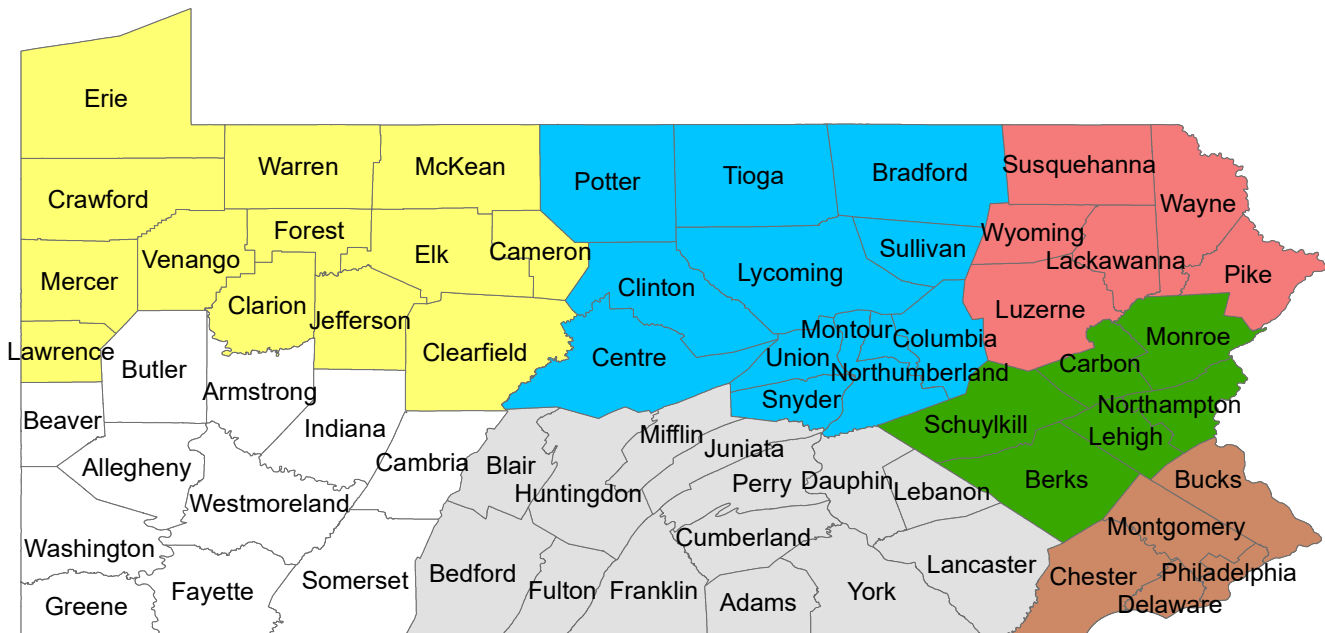 Erie
Warren
McKean
Susquehanna
Potter
Tioga
Bradford
Crawford
Wayne
Forest
Wyoming
Venango
Elk
Cameron
Sullivan
Lackawanna
Mercer
Lycoming
Pike
Clinton
Clarion
Luzerne
Jefferson
Montour
Columbia
Monroe
Lawrence
Clearfield
Centre
Union
Carbon
Butler
Northumberland
Armstrong
Snyder
Northampton
Beaver
Indiana
Mifflin
Schuylkill
Lehigh
Juniata
Allegheny
Cambria
Blair
Perry
Dauphin
Berks
Bucks
Huntingdon
Lebanon
Westmoreland
Montgomery
Cumberland
Washington
Lancaster
Bedford
Chester
Philadelphia
Somerset
Fulton
Franklin
York
Fayette
Greene
Adams
Delaware